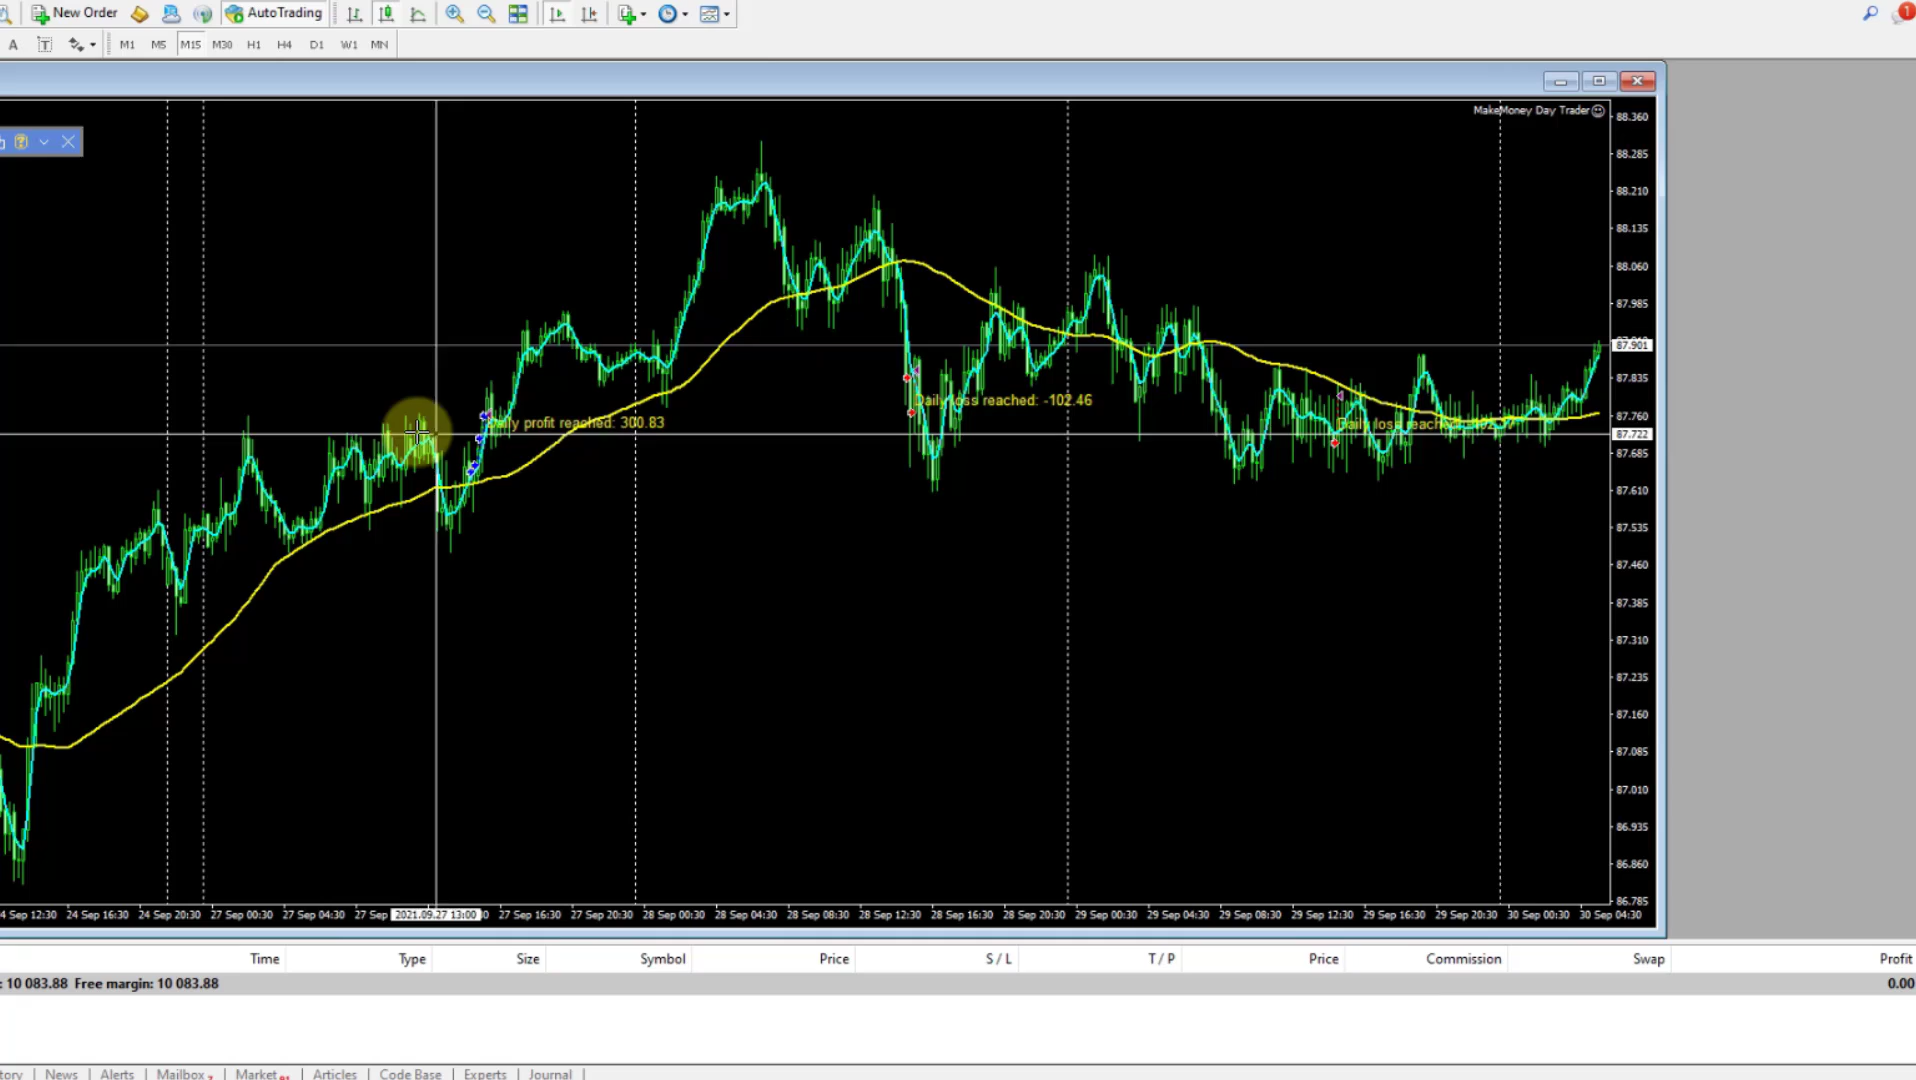 New Order AutoTrading 1
A T M1 M5 M15 M30 H1 H4 D1 W1 MN
MakeMoney Day Trader
88.360
88.285
88.210
88.135
88.060
87.985
87.901
87.835
Daily loss reached: -102.46
87.760
Daily profit reached: 300.83
Daily loss reached:
87.722
87.685
87.610
87.535
87.460
87.385
87.310
87.235
87.160
87.085
87.010
86.935
86.860
86.785
4 Sep 12:30 24 Sep 16:30 24 Sep 20:30 27 Sep 00:30 27 Sep 04:30 27 Sep 2021.09.27 13:00 27 Sep 16:30 27 Sep 20:30 28 Sep 00:30 28 Sep 04:30 28 Sep 08:30 28 Sep 12:30 28 Sep 16:30 28 Sep 20:30 29 Sep 00:30 29 Sep 04:30 29 Sep 08:30 29 Sep 12:30 29 Sep 16:30 29 Sep 20:30 30 Sep 00:30 30 Sep 04:30
Time Type Size Symbol Price S / L T / P Price Commission Swap Profit
: 10 083.88 Free margin: 10 083.88 0.00
tory | News | Alerts | Mailbox 7 | Market | Articles | Code Base | Experts | Journal |